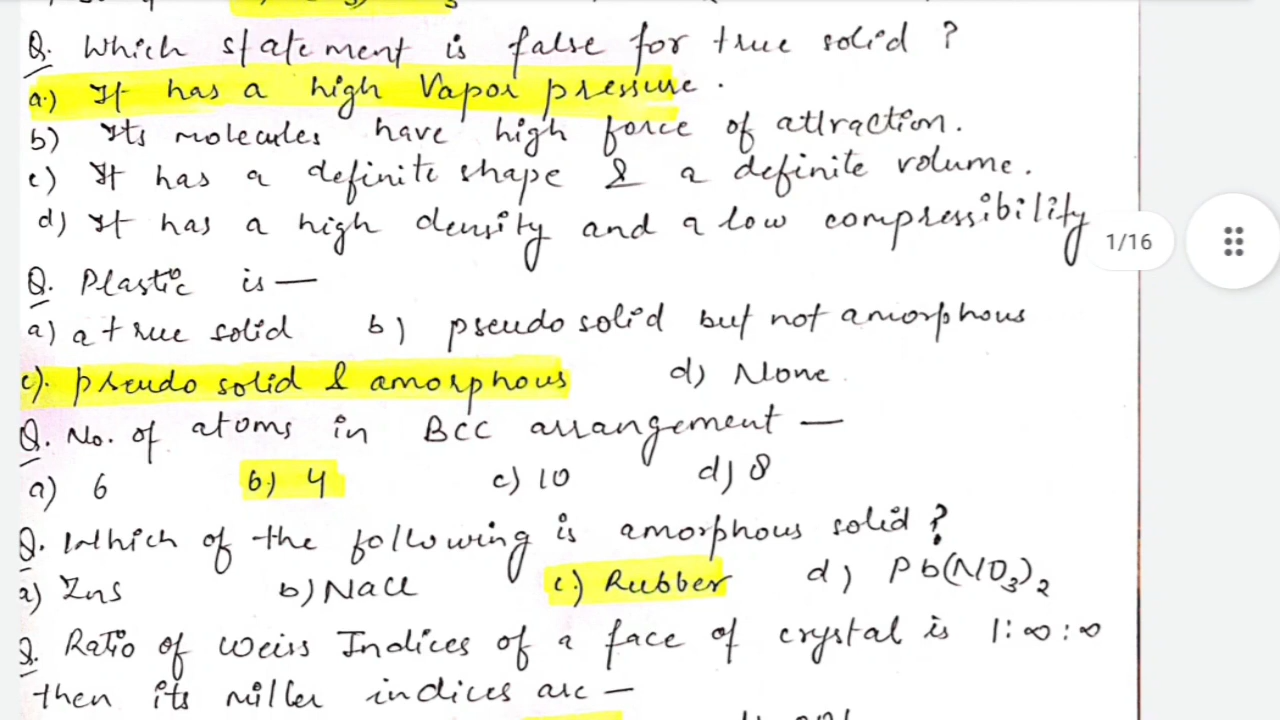 Q. Which statement is false for true solid ?
a.) It has a high Vapor pressure.
b) Its molecules have high force of attraction.
c) It has a definite shape & a definite volume.
d) It has a high density and a low compressibility
1/16
Q. Plastic is —
a) a true solid b) pseudo solid but not amorphous
c). pseudo solid & amorphous d) None.
Q. No. of atoms in BCC arrangement —
a) 6 b) 4 c) 10 d) 8
Q. Which of the following is amorphous solid ?
a) ZnS b) NaCl c) Rubber d) Pb(NO₃)₂
Q. Ratio of Weiss Indices of a face of crystal is 1:∞:∞
then its miller indices are —